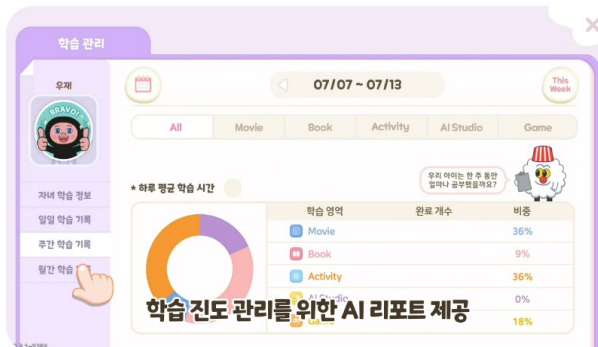 학습 관리
우재
BRAVO!
07/07 ~ 07/13
This
Week
All Movie Book Activity AI Studio Game
우리 아이는 한 주 동안
얼마나 공부했을까요?
자녀 학습 정보
일일 학습 기록
주간 학습 기록
월간 학습
* 하루 평균 학습 시간
학습 영역 완료 개수 비중
Movie 36%
Book 9%
Activity 36%
AI Studio 0%
Game 18%
학습 진도 관리를 위한 AI 리포트 제공